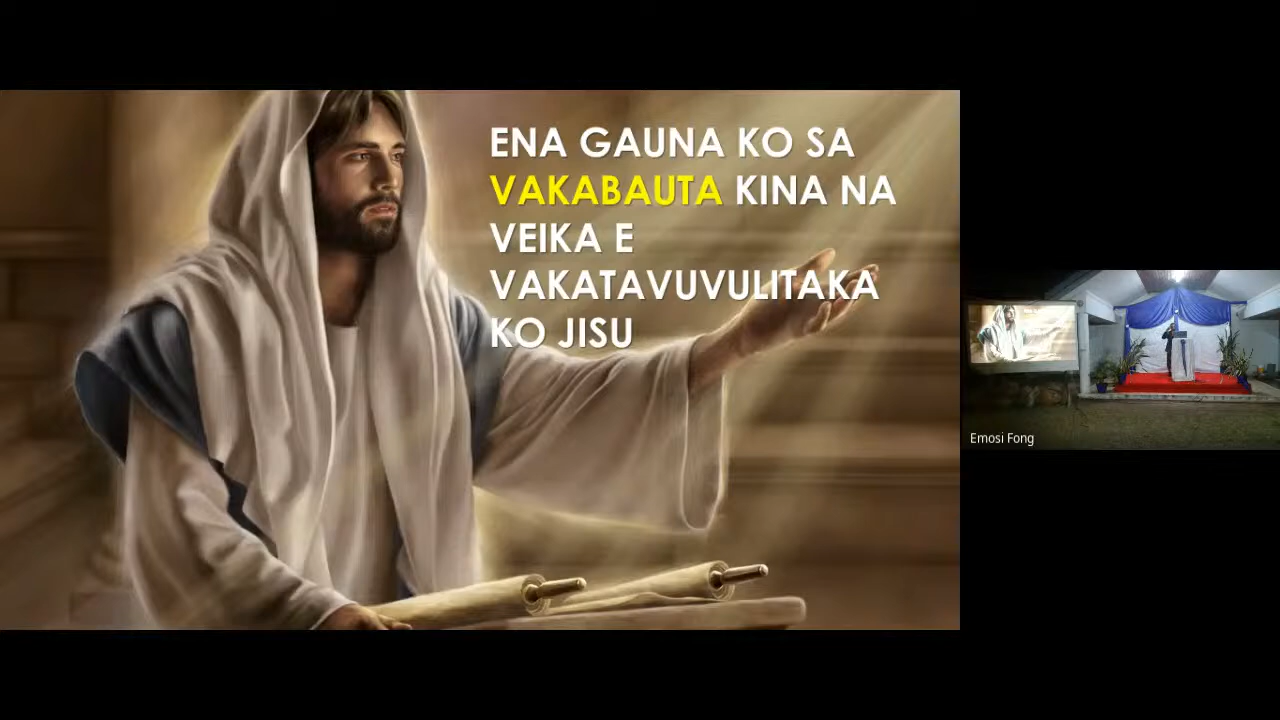 ENA GAUNA KO SA
VAKABAUTA KINA NA
VEIKA E
VAKATAVUVULITAKA
KO JISU
Emosi Fong